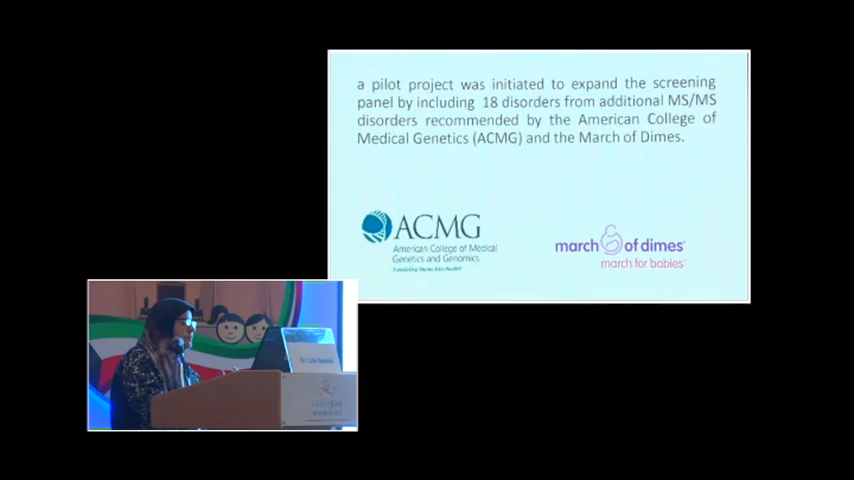 a pilot project was initiated to expand the screening
panel by including 18 disorders from additional MS/MS
disorders recommended by the American College of
Medical Genetics (ACMG) and the March of Dimes.
ACMG
American College of Medical
Genetics and Genomics
march of dimes
march for babies